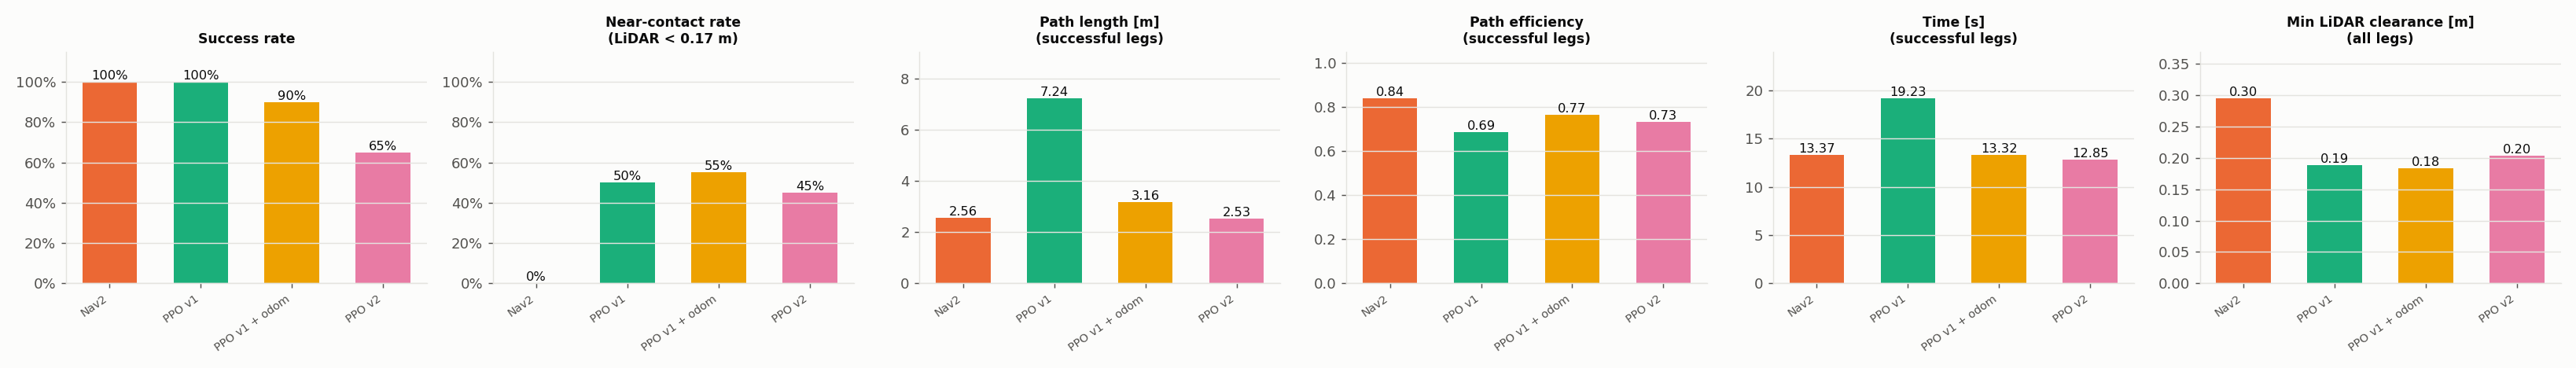 Success rate
100%
80%
60%
40%
20%
0%
100%
100%
90%
65%
Nav2
PPO v1
PPO v1 + odom
PPO v2
Near-contact rate
(LiDAR < 0.17 m)
100%
80%
60%
40%
20%
0%
0%
50%
55%
45%
Nav2
PPO v1
PPO v1 + odom
PPO v2
Path length [m]
(successful legs)
8
6
4
2
0
2.56
7.24
3.16
2.53
Nav2
PPO v1
PPO v1 + odom
PPO v2
Path efficiency
(successful legs)
1.0
0.8
0.6
0.4
0.2
0.0
0.84
0.69
0.77
0.73
Nav2
PPO v1
PPO v1 + odom
PPO v2
Time [s]
(successful legs)
20
15
10
5
0
13.37
19.23
13.32
12.85
Nav2
PPO v1
PPO v1 + odom
PPO v2
Min LiDAR clearance [m]
(all legs)
0.35
0.30
0.25
0.20
0.15
0.10
0.05
0.00
0.30
0.19
0.18
0.20
Nav2
PPO v1
PPO v1 + odom
PPO v2